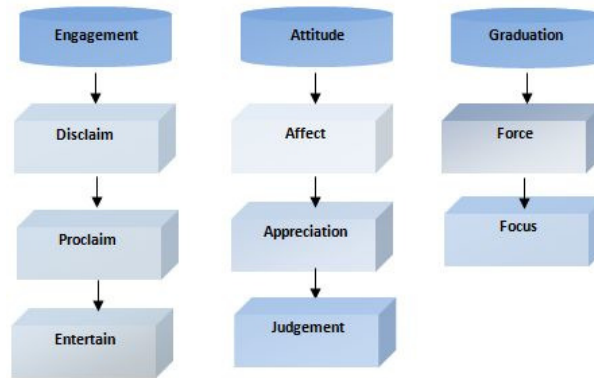 Engagement
Attitude
Graduation
Disclaim
Affect
Force
Proclaim
Appreciation
Focus
Entertain
Judgement